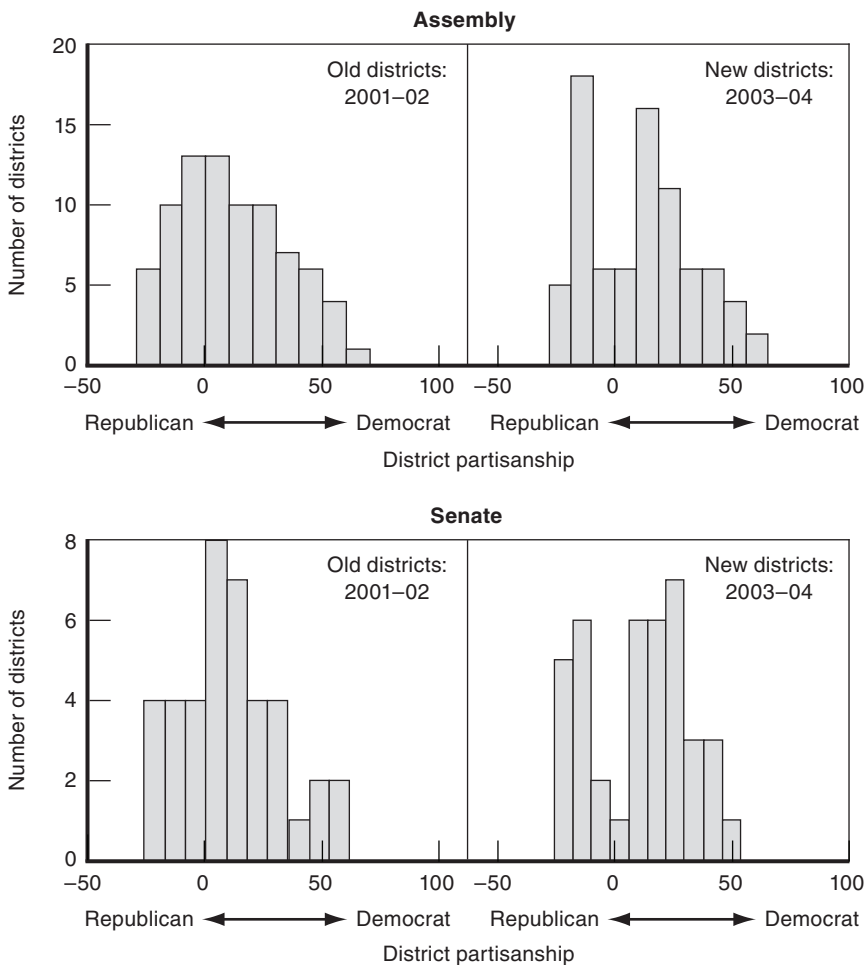 Assembly
20
15
10
5
0
Number of districts
Old districts:
2001–02
New districts:
2003–04
–50 0 50 100 –50 0 50 100
Republican Democrat Republican Democrat
District partisanship
Senate
8
6
4
2
0
Number of districts
Old districts:
2001–02
New districts:
2003–04
–50 0 50 100 –50 0 50 100
Republican Democrat Republican Democrat
District partisanship